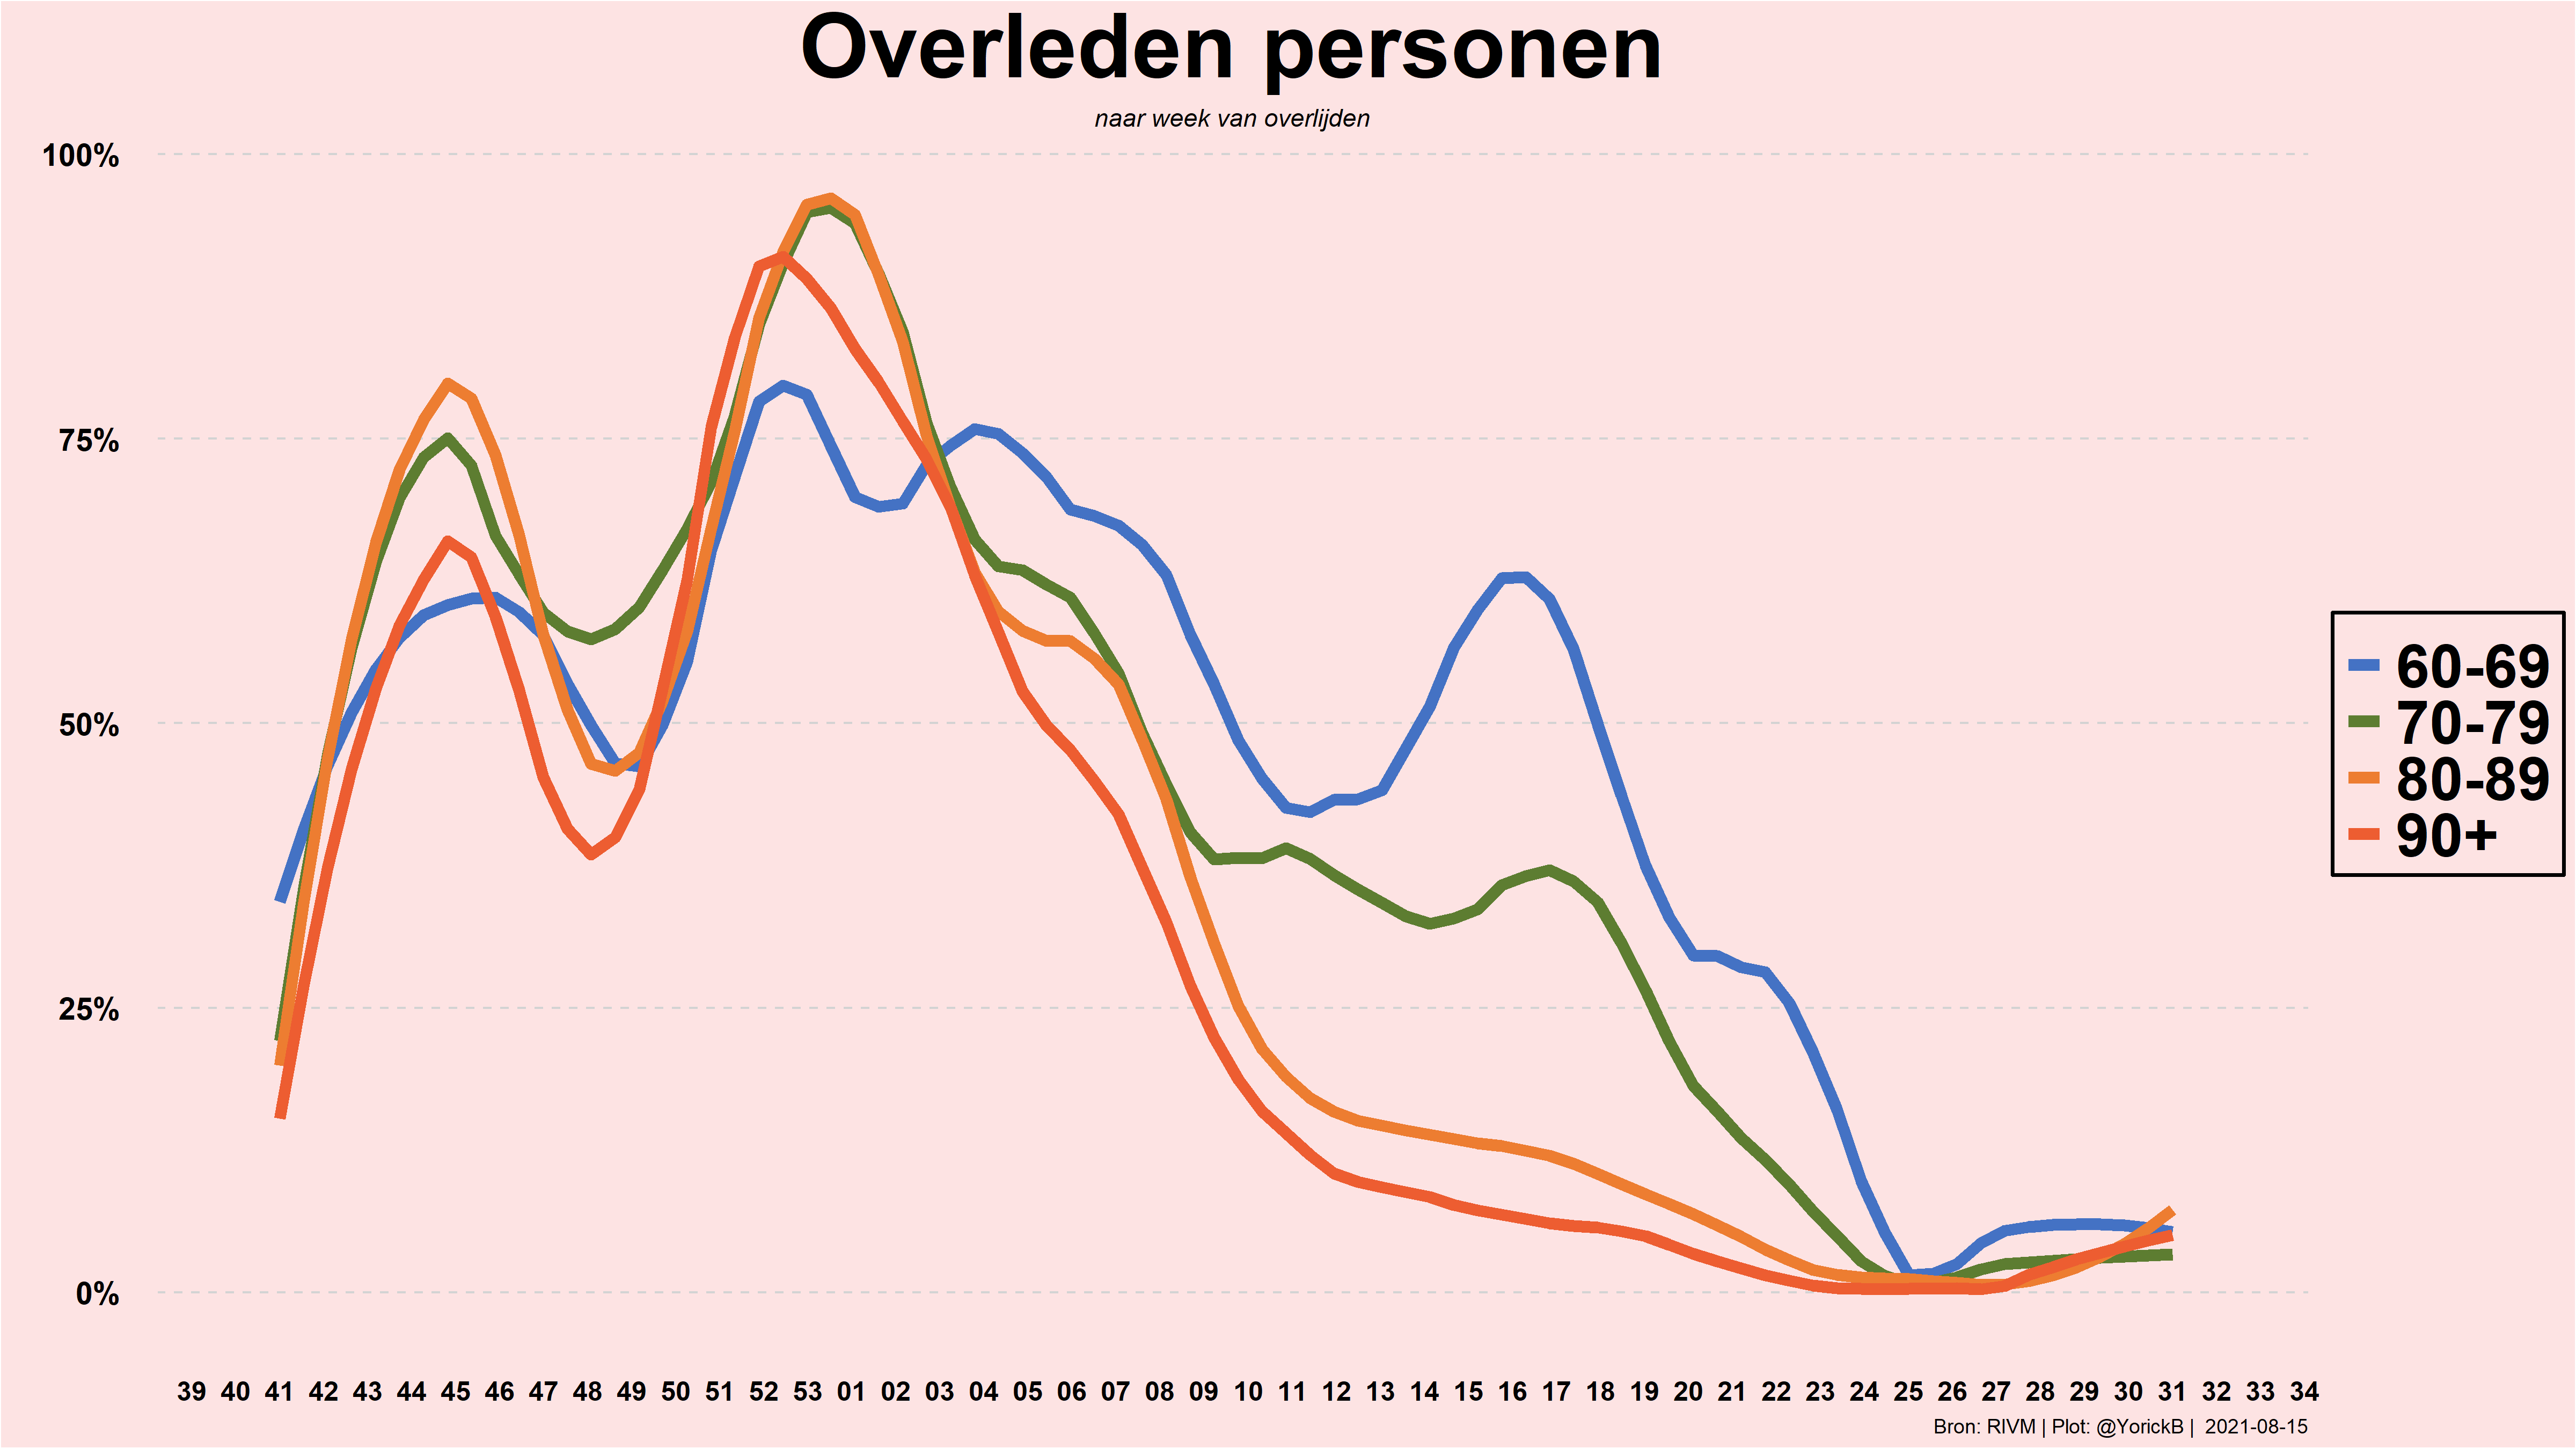 Overleden personen
naar week van overlijden
100%
75%
50%
25%
0%
60-69
70-79
80-89
90+
39 40 41 42 43 44 45 46 47 48 49 50 51 52 53 01 02 03 04 05 06 07 08 09 10 11 12 13 14 15 16 17 18 19 20 21 22 23 24 25 26 27 28 29 30 31 32 33 34
Bron: RIVM | Plot: @YorickB | 2021-08-15